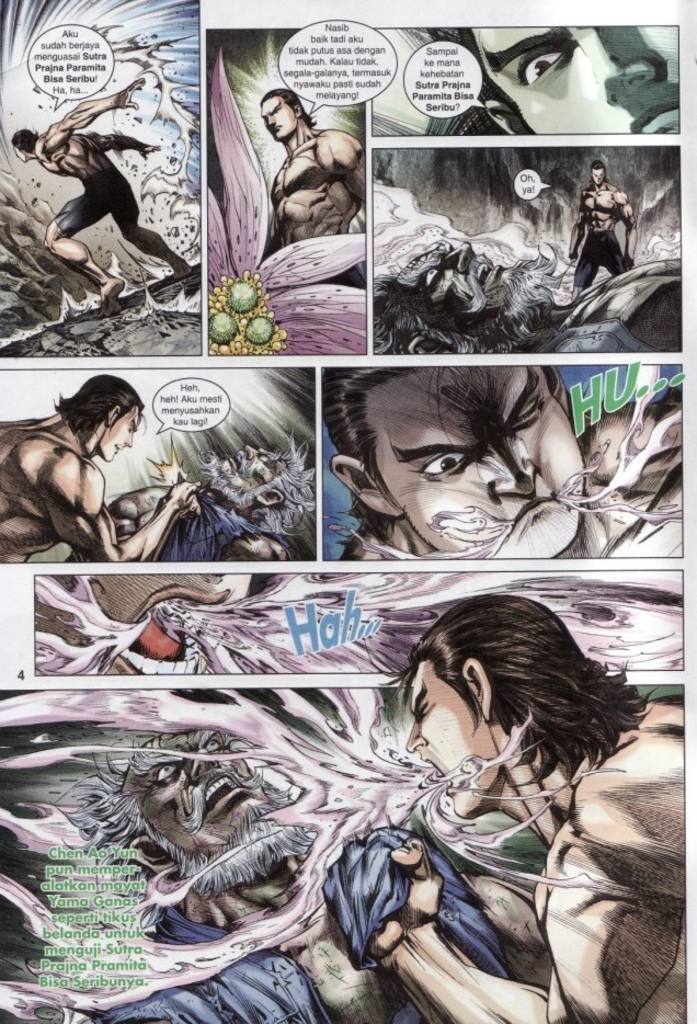 Aku
sudah berjaya
menguasai Sutra
Prajna Paramita
Bisa Seribu!
Ha, ha...
Nasib
baik tadi aku
tidak putus asa dengan
mudah. Kalau tidak,
segala-galanya, termasuk
nyawaku pasti sudah
melayang!
Sampai
ke mana
kehebatan
Sutra Prajna
Paramita Bisa
Seribu?
Oh,
ya!
Heh,
heh! Aku mesti
menyusahkan
kau lagi!
HU...
Hah...
4
Chen Ao Yun
pun memper-
alatkan mayat
Yama Ganas
seperti tikus
belanda untuk
menguji Sutra
Prajna Pramita
Bisa Seribunya.